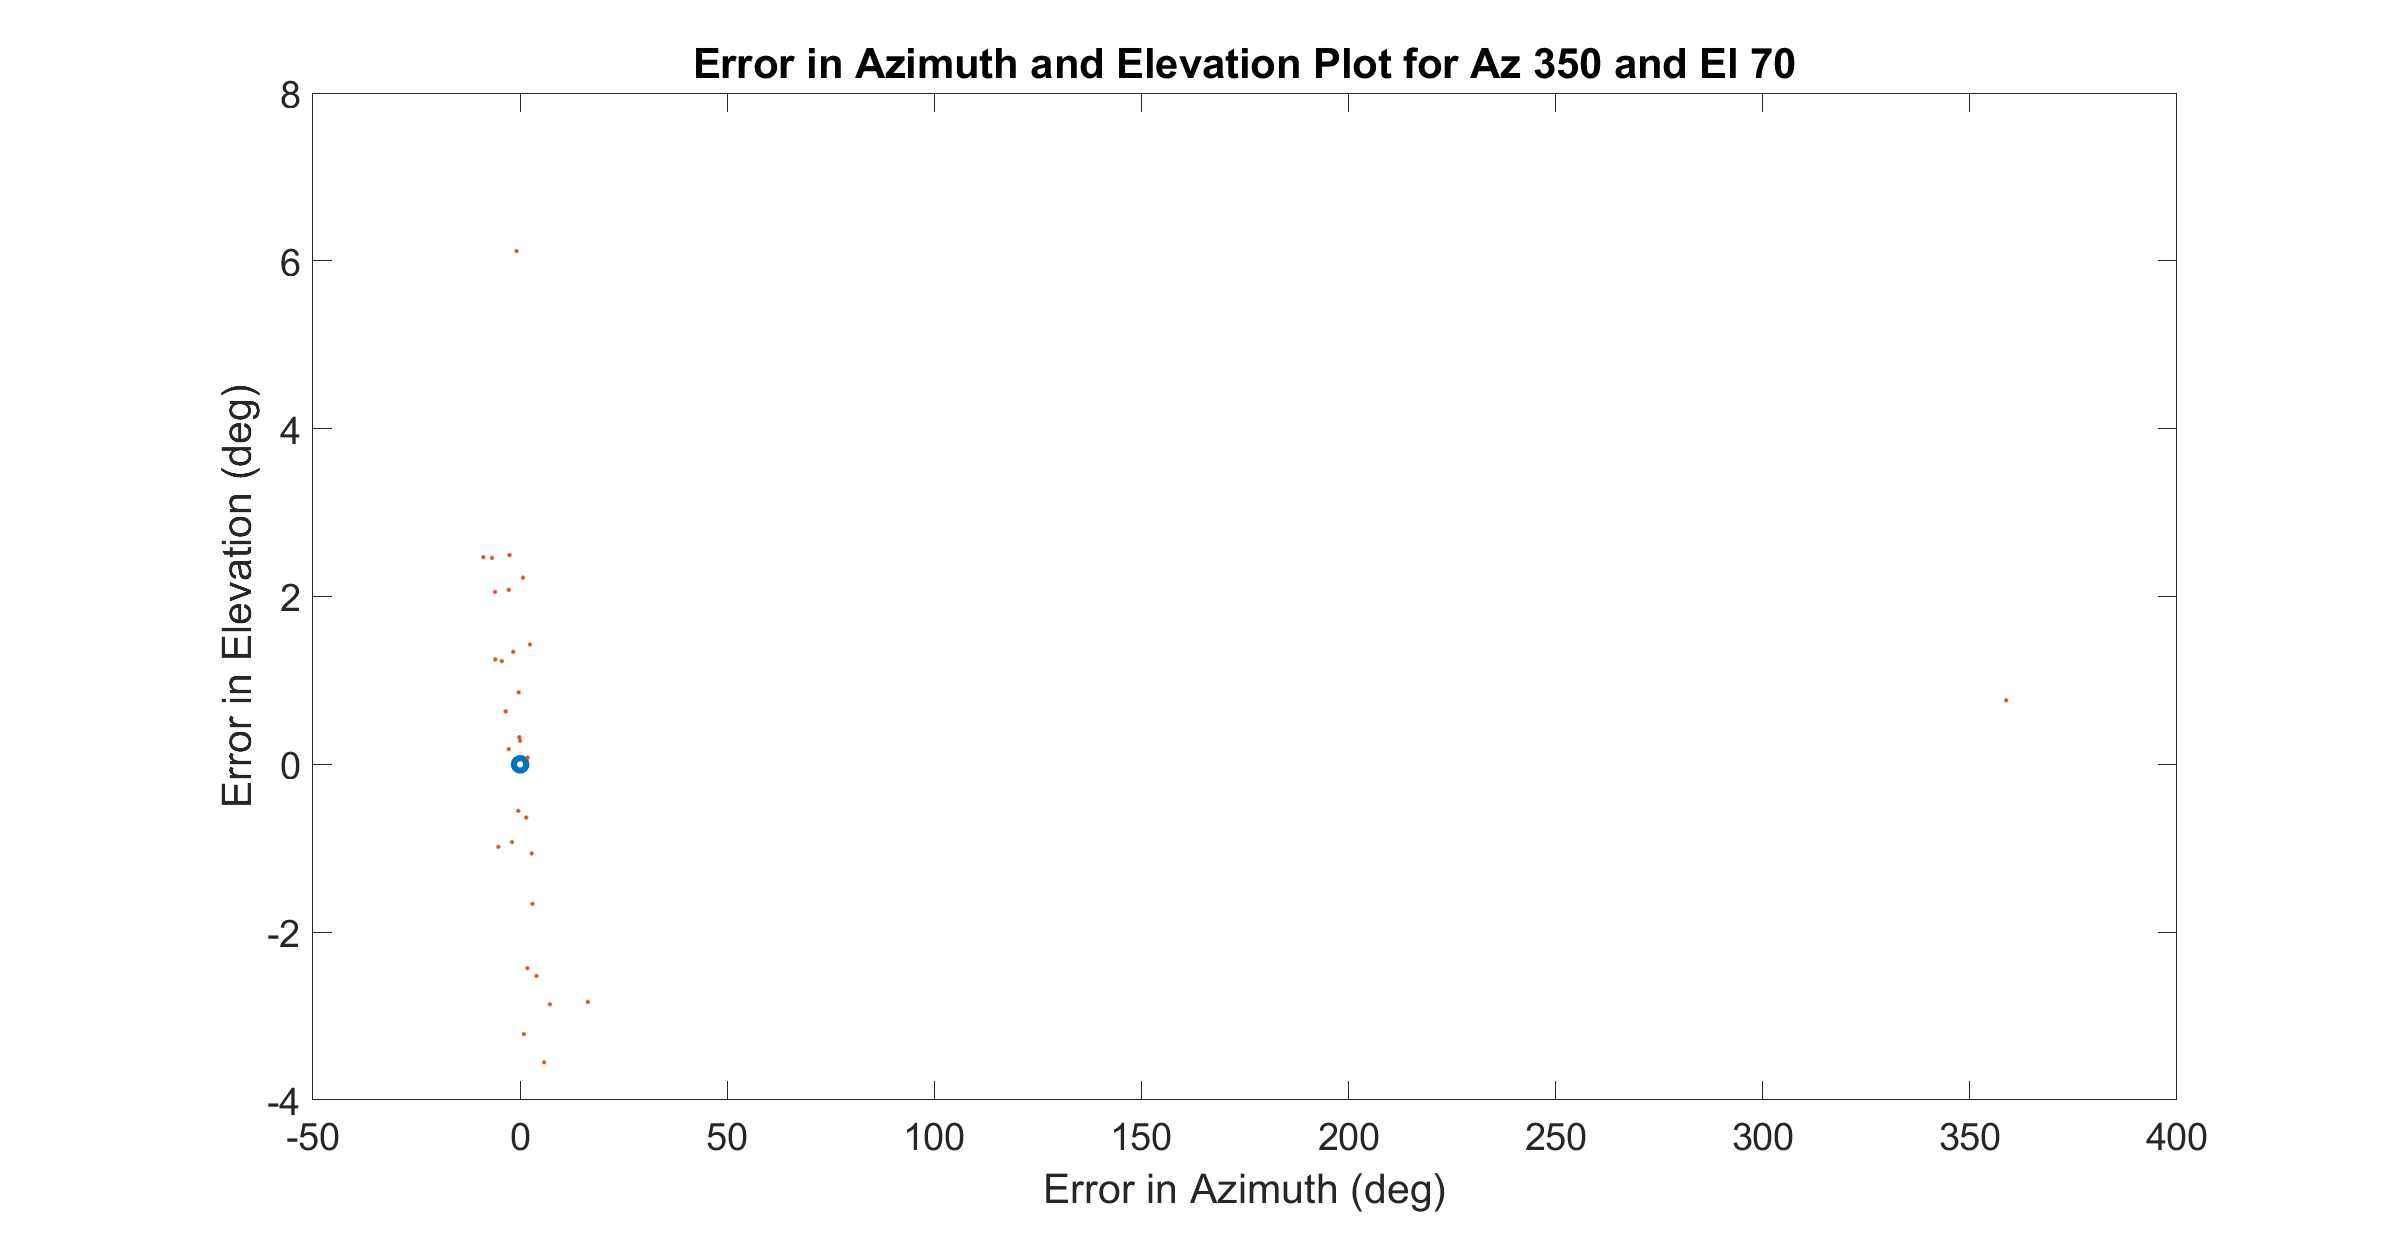 Error in Azimuth and Elevation Plot for Az 350 and El 70
8
6
4
2
0
-2
-4
Error in Elevation (deg)
-50 0 50 100 150 200 250 300 350 400
Error in Azimuth (deg)